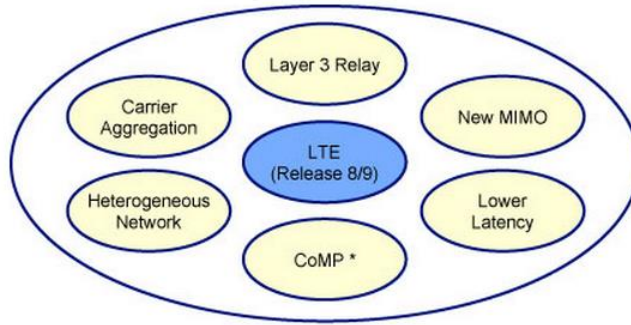 Layer 3 Relay
Carrier
Aggregation
New MIMO
LTE
(Release 8/9)
Heterogeneous
Network
Lower
Latency
CoMP *